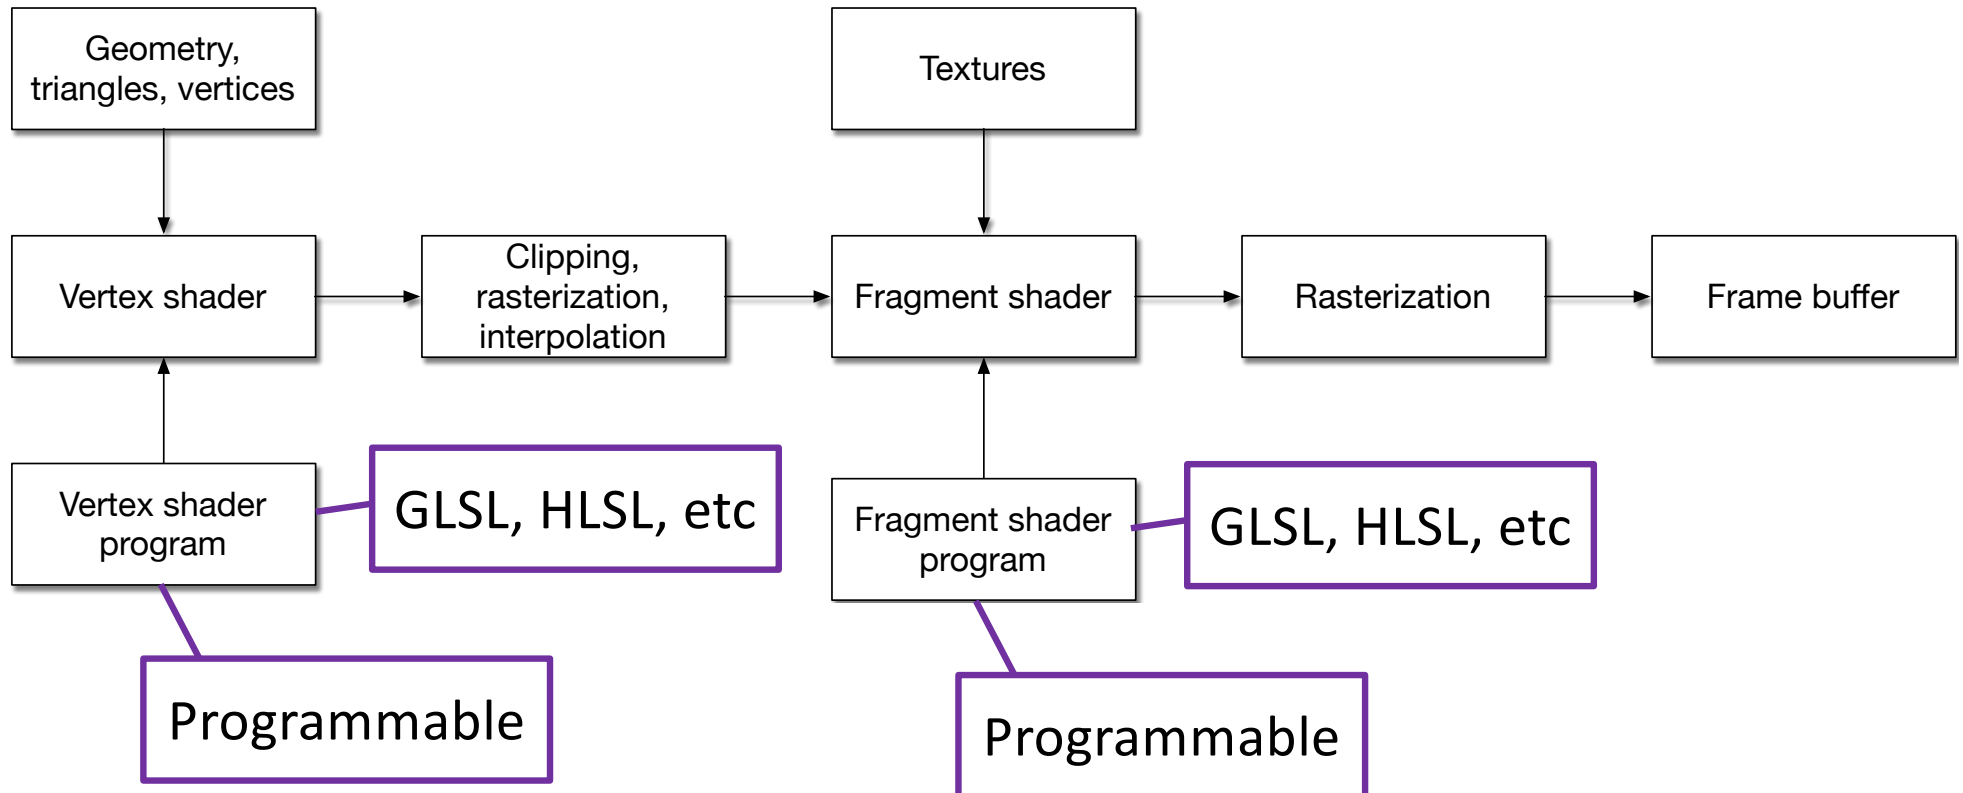 Geometry,
triangles, vertices
Textures
Vertex shader
Clipping,
rasterization,
interpolation
Fragment shader
Rasterization
Frame buffer
Vertex shader
program
GLSL, HLSL, etc
Fragment shader
program
GLSL, HLSL, etc
Programmable
Programmable